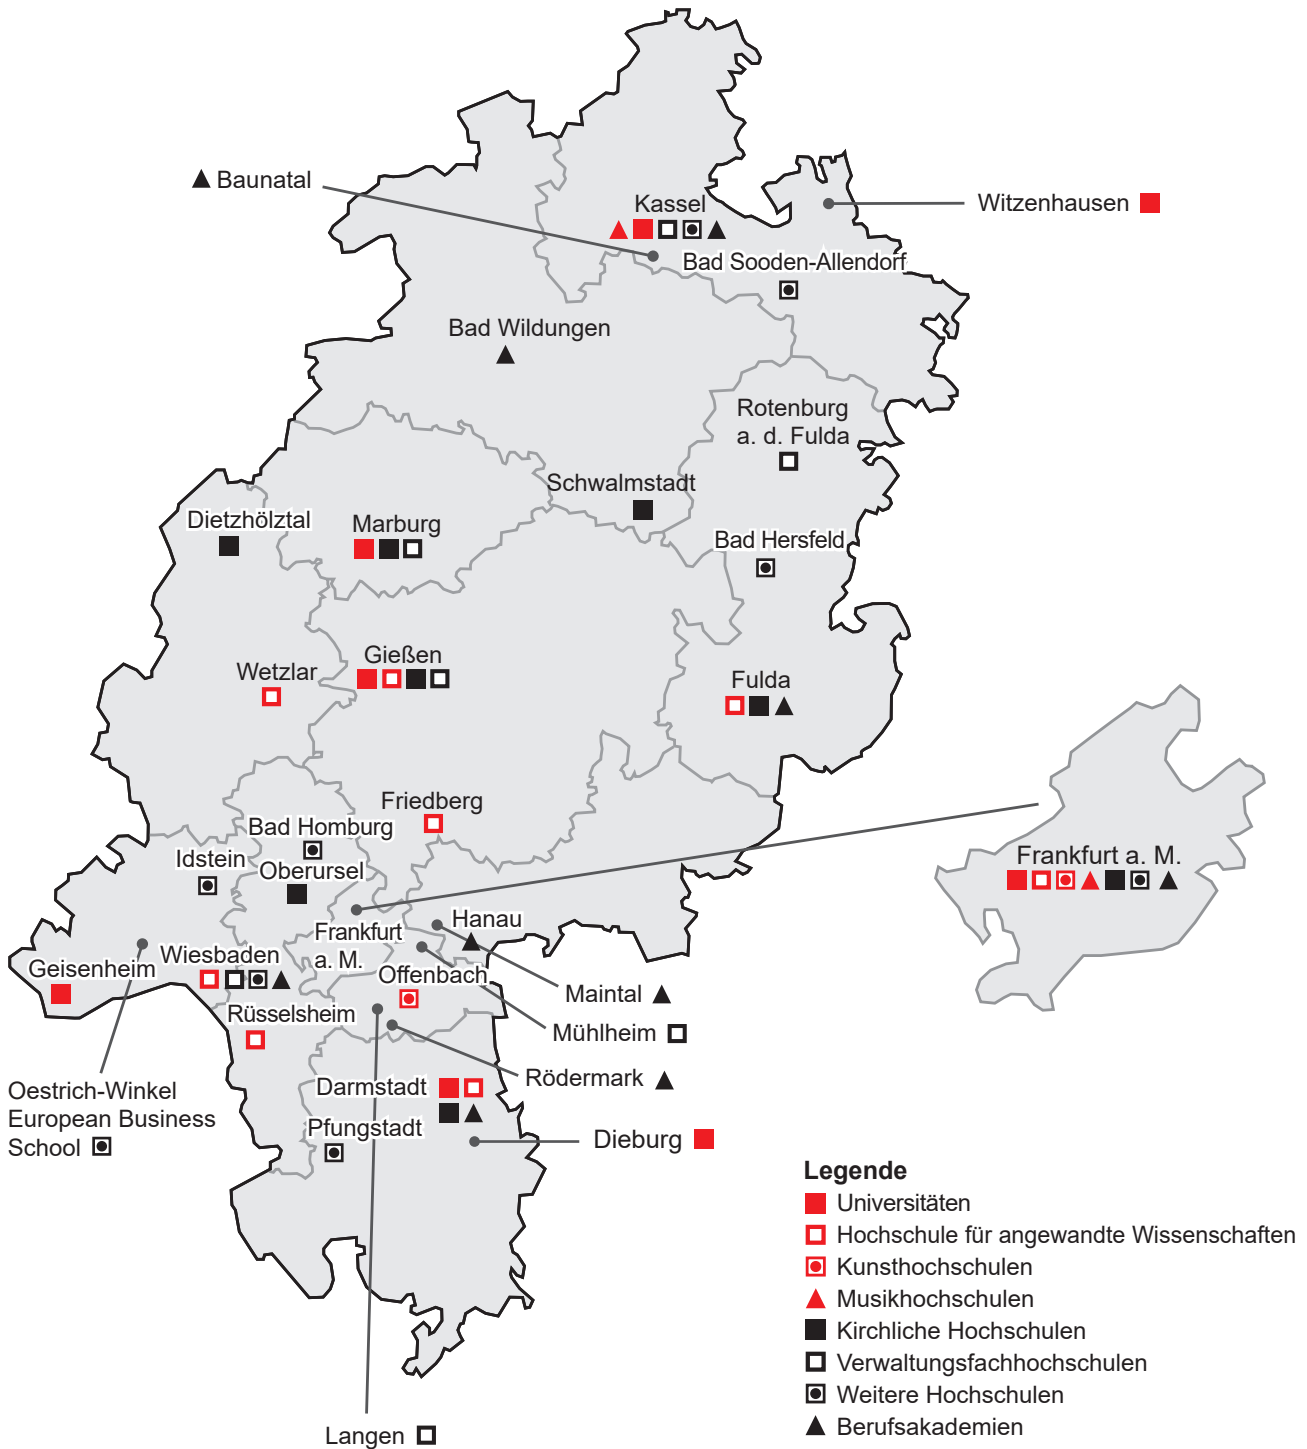 Baunatal
Kassel
Witzenhausen
Bad Sooden-Allendorf
Bad Wildungen
Rotenburg
a. d. Fulda
Schwalmstadt
Dietzhölztal
Marburg
Bad Hersfeld
Gießen
Wetzlar
Fulda
Friedberg
Bad Homburg
Idstein
Oberursel
Frankfurt a. M.
Hanau
Frankfurt
a. M.
Wiesbaden
Geisenheim
Offenbach
Maintal
Rüsselsheim
Mühlheim
Rödermark
Oestrich-Winkel
European Business
School
Darmstadt
Pfungstadt
Dieburg
Legende
Universitäten
Hochschule für angewandte Wissenschaften
Kunsthochschulen
Musikhochschulen
Kirchliche Hochschulen
Verwaltungsfachhochschulen
Weitere Hochschulen
Berufsakademien
Langen